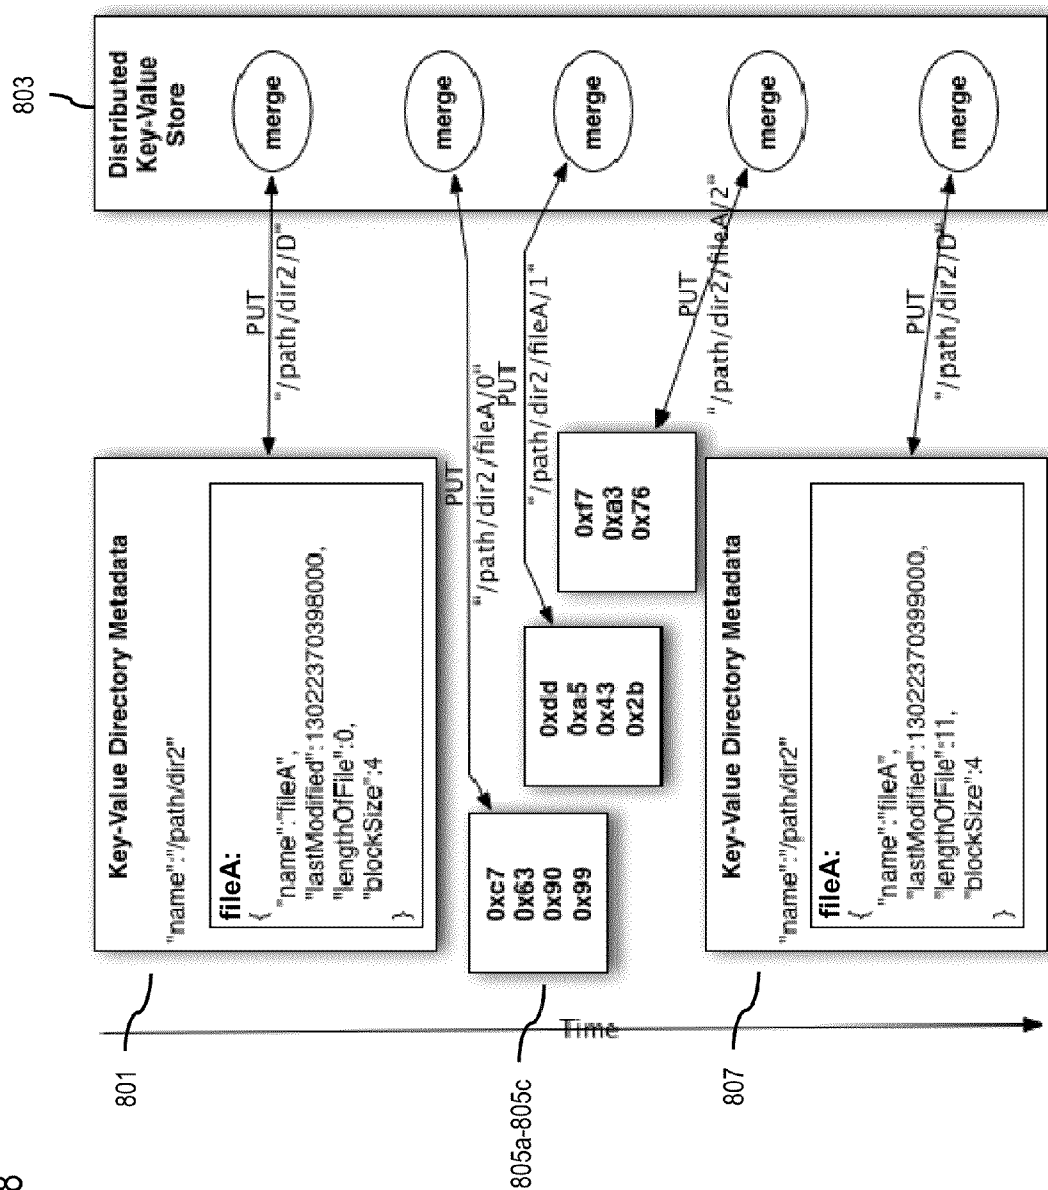 8
803
Distributed
Key-Value
Store
merge
merge
merge
merge
merge
PUT
"/path/dir2/D"
PUT
"/path/dir2/fileA/0"
PUT
"/path/dir2/fileA/1"
PUT
"/path/dir2/fileA/2"
PUT
"/path/dir2/D"
801
Key-Value Directory Metadata
"name":"/path/dir2"
fileA:
{
"name":"fileA",
"lastModified":13022370398000,
"lengthOfFile":0,
"blockSize":4
}
805a-805c
0xc7
0x63
0x90
0x99
0xdd
0xa5
0x43
0x2b
0xf7
0xa3
0x76
807
Key-Value Directory Metadata
"name":"/path/dir2"
fileA:
{
"name":"fileA",
"lastModified":13022370399000,
"lengthOfFile":11,
"blockSize":4
}
Time